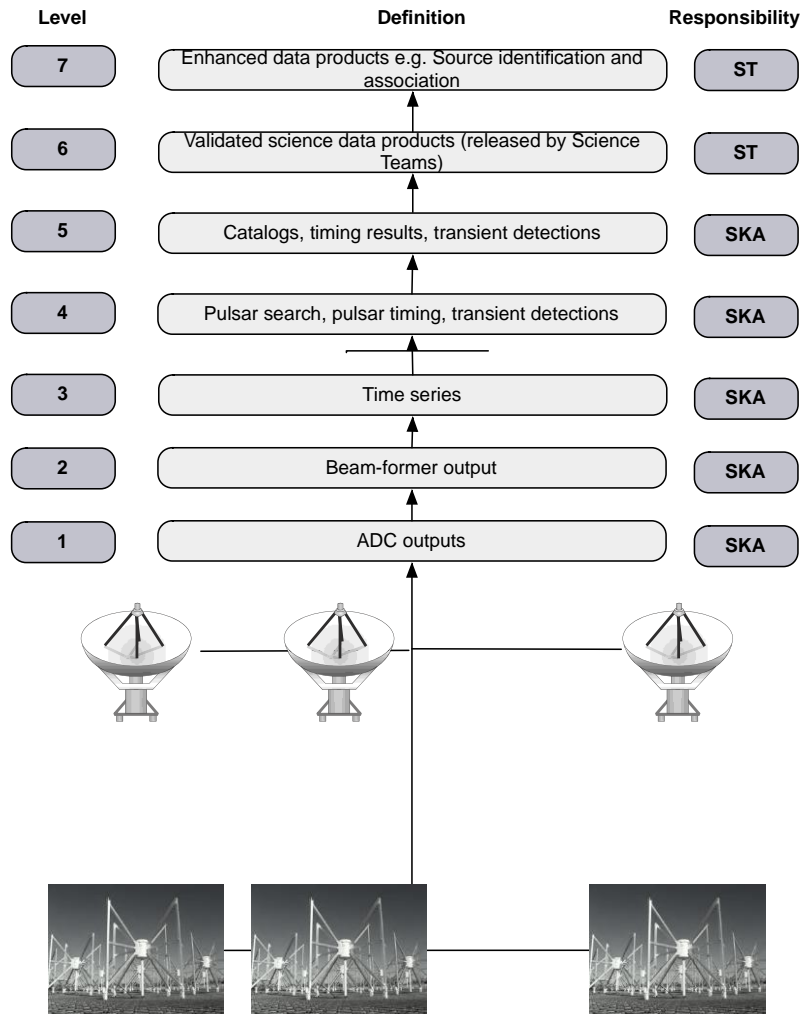 Level Definition Responsibility
7 Enhanced data products e.g. Source identification and association ST
6 Validated science data products (released by Science Teams) ST
5 Catalogs, timing results, transient detections SKA
4 Pulsar search, pulsar timing, transient detections SKA
3 Time series SKA
2 Beam-former output SKA
1 ADC outputs SKA